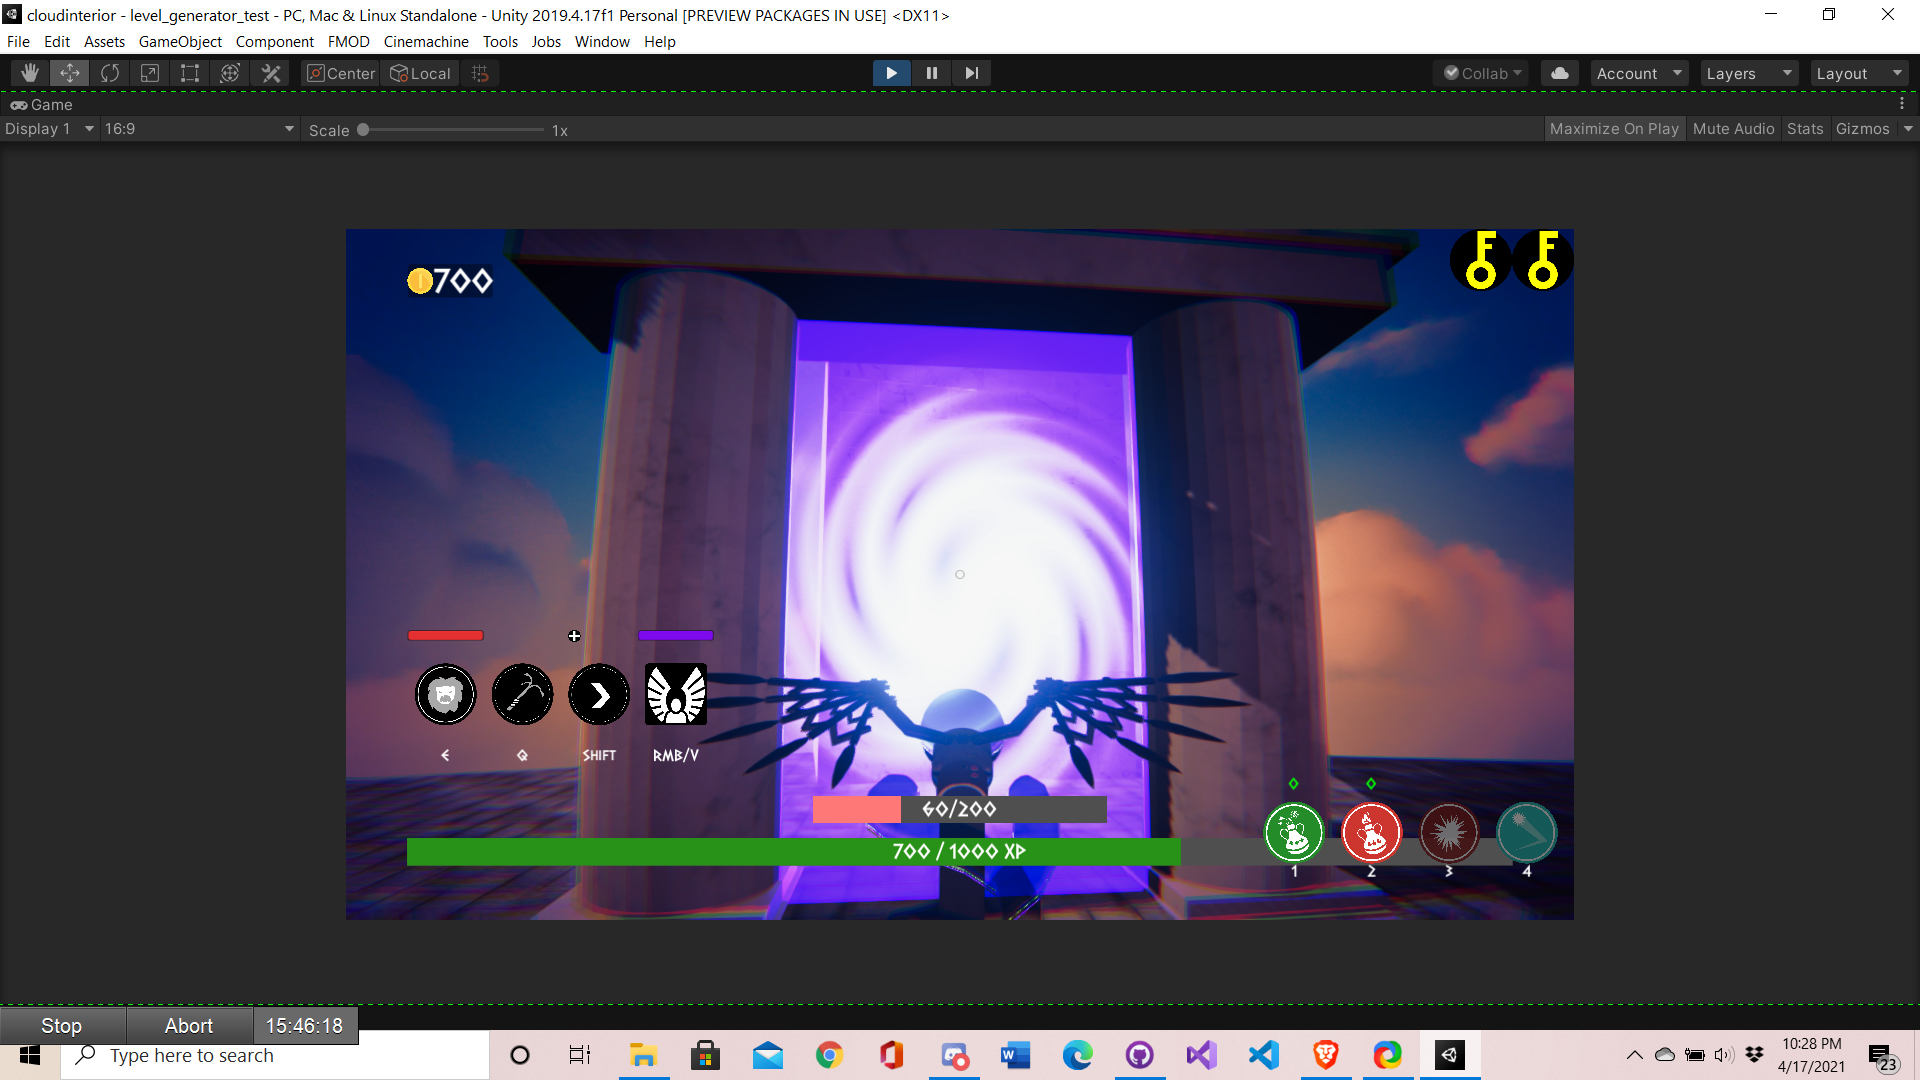 cloudinterior - level_generator_test - PC, Mac & Linux Standalone - Unity 2019.4.17f1 Personal [PREVIEW PACKAGES IN USE] <DX11>
File Edit Assets GameObject Component FMOD Cinemachine Tools Jobs Window Help
Center Local Collab Account Layers Layout
Game
Display 1 16:9 Scale 1x Maximize On Play Mute Audio Stats Gizmos
700
E Q SHIFT RMB/V
60/200
700 / 1000 XP
1 2 3 4
Stop Abort 15:46:18
Type here to search
10:28 PM
4/17/2021
23